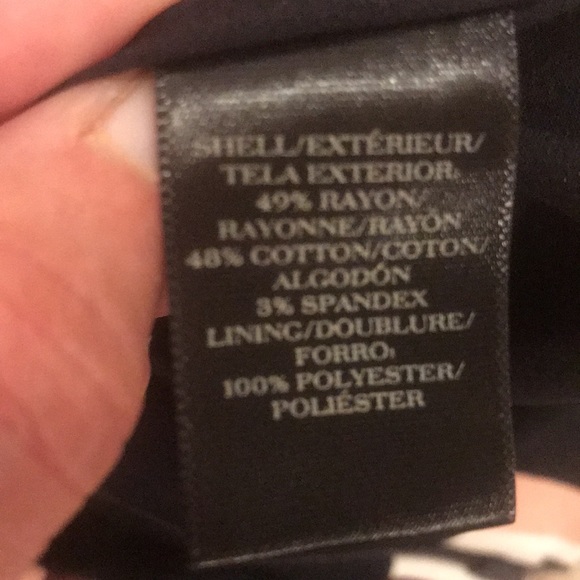 SHELL/EXTÉRIEUR/
TELA EXTERIOR:
49% RAYON/
RAYONNE/RAYÓN
48% COTTON/COTON/
ALGODÓN
3% SPANDEX
LINING/DOUBLURE/
FORRO:
100% POLYESTER/
POLIÉSTER